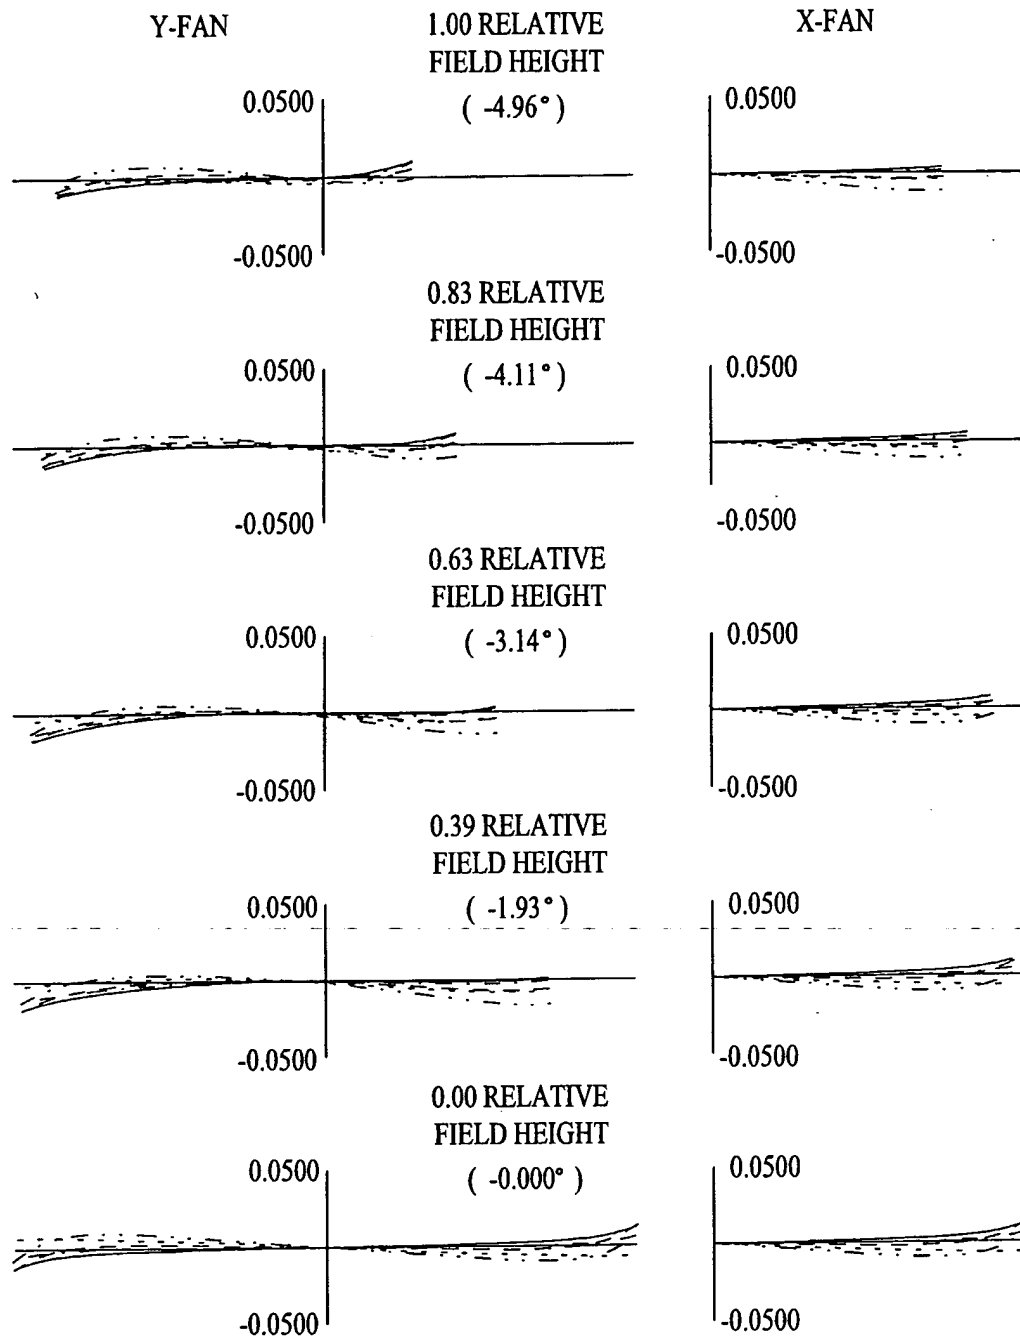 Y-FAN
1.00 RELATIVE
FIELD HEIGHT
( -4.96° )
X-FAN
0.0500
-0.0500
0.0500
-0.0500
0.83 RELATIVE
FIELD HEIGHT
( -4.11° )
0.0500
-0.0500
0.0500
-0.0500
0.63 RELATIVE
FIELD HEIGHT
( -3.14° )
0.0500
-0.0500
0.0500
-0.0500
0.39 RELATIVE
FIELD HEIGHT
( -1.93° )
0.0500
-0.0500
0.0500
-0.0500
0.00 RELATIVE
FIELD HEIGHT
( -0.000° )
0.0500
-0.0500
0.0500
-0.0500